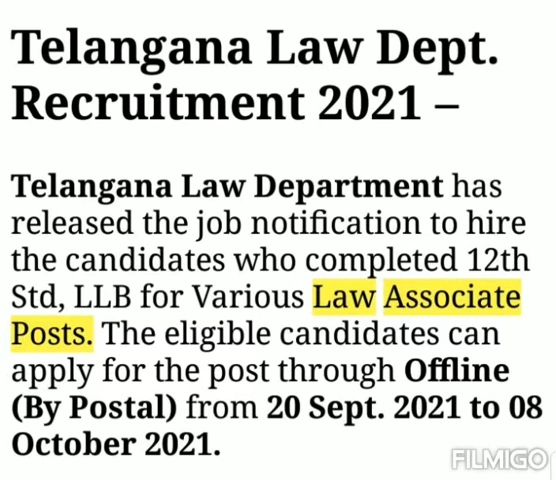 Telangana Law Dept.
Recruitment 2021 –
Telangana Law Department has
released the job notification to hire
the candidates who completed 12th
Std, LLB for Various Law Associate
Posts. The eligible candidates can
apply for the post through Offline
(By Postal) from 20 Sept. 2021 to 08
October 2021.
FILMIGO